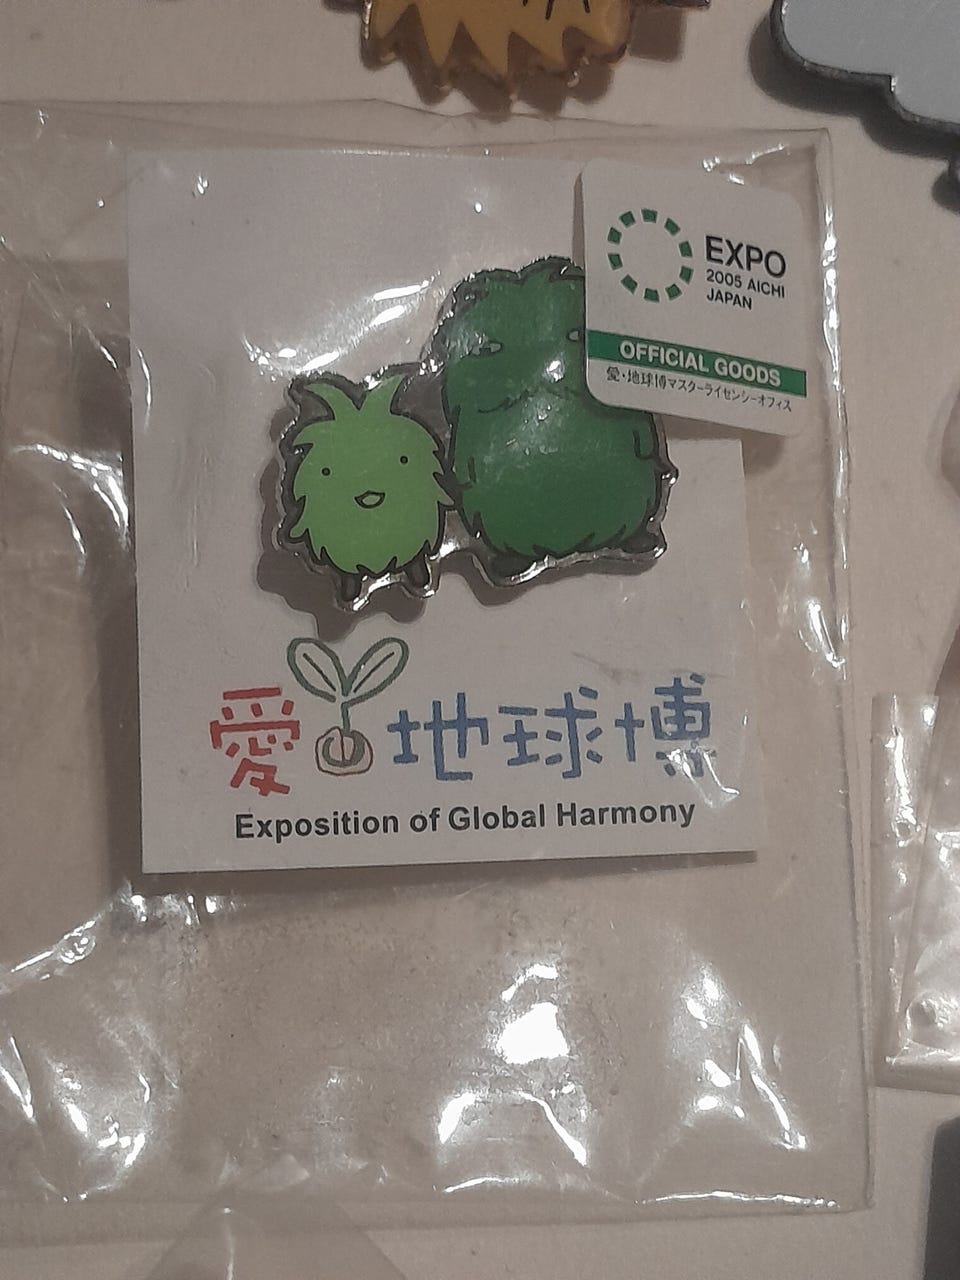 EXPO
2005 AICHI
JAPAN
OFFICIAL GOODS
愛・地球博マスターライセンシーオフィス
愛 地球博
Exposition of Global Harmony